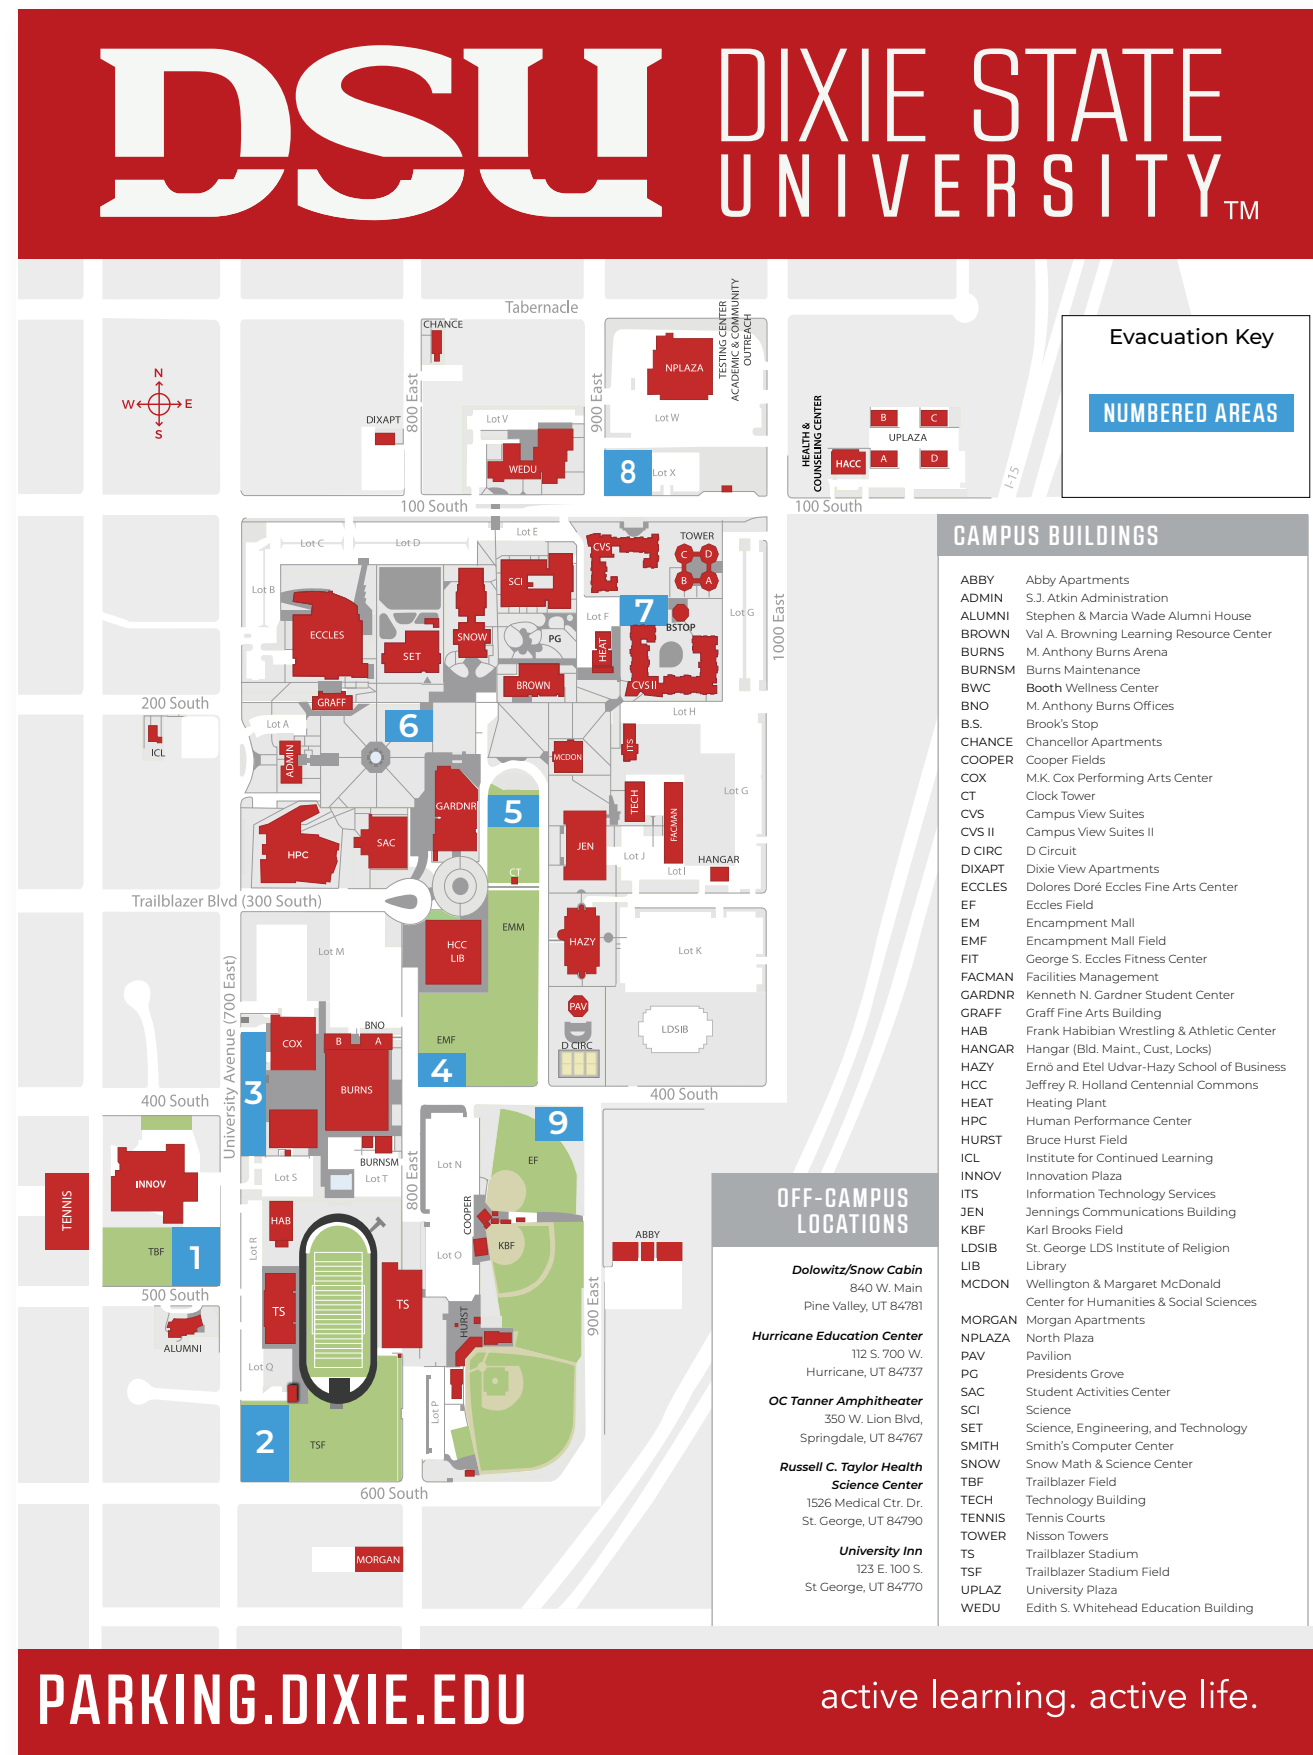 DSU
DIXIE STATE
UNIVERSITY™
Tabernacle
CHANCE
NPLAZA
TESTING CENTER
ACADEMIC & COMMUNITY
OUTREACH
800 East
900 East
N
W E
S
DIXAPT
Lot V
Lot W
WEDU
8
Lot X
HEALTH &
COUNSELING CENTER
B
C
UPLAZA
HACC
A
D
I-15
100 South
100 South
Evacuation Key
NUMBERED AREAS
Lot C
Lot D
Lot E
CVS
TOWER
C
D
B
A
Lot B
SCI
ECCLES
SNOW
SET
PG
Lot F
7
BSTOP
Lot G
1000 East
HEAT
BROWN
CVS II
GRAFF
200 South
Lot A
6
Lot H
ICL
ADMIN
MCDON
ITS
GARDNR
5
TECH
FACMAN
Lot G
HPC
SAC
JEN
Lot J
Lot I
HANGAR
CT
Trailblazer Blvd (300 South)
EMM
HCC
LIB
HAZY
Lot K
Lot M
University Avenue (700 East)
PAV
BNO
B
A
COX
EMF
D CIRC
LDSIB
3
BURNS
4
400 South
400 South
9
BURNSM
EF
Lot N
800 East
INNOV
Lot S
Lot T
TENNIS
HAB
COOPER
TBF
1
Lot R
KBF
Lot O
ABBY
500 South
TS
TS
HURST
900 East
ALUMNI
Lot Q
Lot P
2
TSF
600 South
MORGAN
CAMPUS BUILDINGS
ABBY Abby Apartments
ADMIN S.J. Atkin Administration
ALUMNI Stephen & Marcia Wade Alumni House
BROWN Val A. Browning Learning Resource Center
BURNS M. Anthony Burns Arena
BURNSM Burns Maintenance
BWC Booth Wellness Center
BNO M. Anthony Burns Offices
B.S. Brook's Stop
CHANCE Chancellor Apartments
COOPER Cooper Fields
COX M.K. Cox Performing Arts Center
CT Clock Tower
CVS Campus View Suites
CVS II Campus View Suites II
D CIRC D Circuit
DIXAPT Dixie View Apartments
ECCLES Dolores Doré Eccles Fine Arts Center
EF Eccles Field
EM Encampment Mall
EMF Encampment Mall Field
FIT George S. Eccles Fitness Center
FACMAN Facilities Management
GARDNR Kenneth N. Gardner Student Center
GRAFF Graff Fine Arts Building
HAB Frank Habibian Wrestling & Athletic Center
HANGAR Hangar (Bld. Maint., Cust, Locks)
HAZY Ernö and Etel Udvar-Hazy School of Business
HCC Jeffrey R. Holland Centennial Commons
HEAT Heating Plant
HPC Human Performance Center
HURST Bruce Hurst Field
ICL Institute for Continued Learning
INNOV Innovation Plaza
ITS Information Technology Services
JEN Jennings Communications Building
KBF Karl Brooks Field
LDSIB St. George LDS Institute of Religion
LIB Library
MCDON Wellington & Margaret McDonald
Center for Humanities & Social Sciences
MORGAN Morgan Apartments
NPLAZA North Plaza
PAV Pavilion
PG Presidents Grove
SAC Student Activities Center
SCI Science
SET Science, Engineering, and Technology
SMITH Smith's Computer Center
SNOW Snow Math & Science Center
TBF Trailblazer Field
TECH Technology Building
TENNIS Tennis Courts
TOWER Nisson Towers
TS Trailblazer Stadium
TSF Trailblazer Stadium Field
UPLAZ University Plaza
WEDU Edith S. Whitehead Education Building
OFF-CAMPUS
LOCATIONS
Dolowitz/Snow Cabin
840 W. Main
Pine Valley, UT 84781
Hurricane Education Center
112 S. 700 W.
Hurricane, UT 84737
OC Tanner Amphitheater
350 W. Lion Blvd,
Springdale, UT 84767
Russell C. Taylor Health
Science Center
1526 Medical Ctr. Dr.
St. George, UT 84790
University Inn
123 E. 100 S.
St George, UT 84770
PARKING.DIXIE.EDU
active learning. active life.